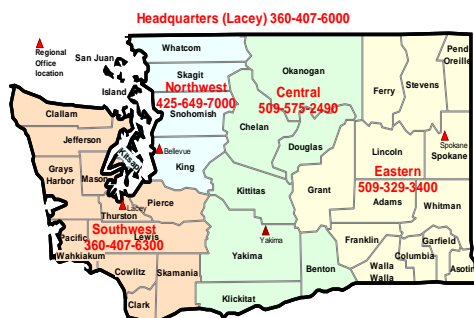 Headquarters (Lacey) 360-407-6000
Regional
Office
location
San Juan
Island
Whatcom
Skagit
Northwest
425-649-7000
Snohomish
Bellevue
King
Clallam
Jefferson
Kitsap
Grays
Harbor
Mason
Lacey
Thurston
Pierce
Southwest
360-407-6300
Pacific
Lewis
Wahkiakum
Cowlitz
Skamania
Clark
Okanogan
Central
509-575-2490
Chelan
Douglas
Kittitas
Yakima
Yakima
Benton
Klickitat
Ferry
Stevens
Pend
Oreille
Lincoln
Spokane
Spokane
Eastern
509-329-3400
Grant
Adams
Whitman
Franklin
Garfield
Columbia
Walla
Walla
Asotin